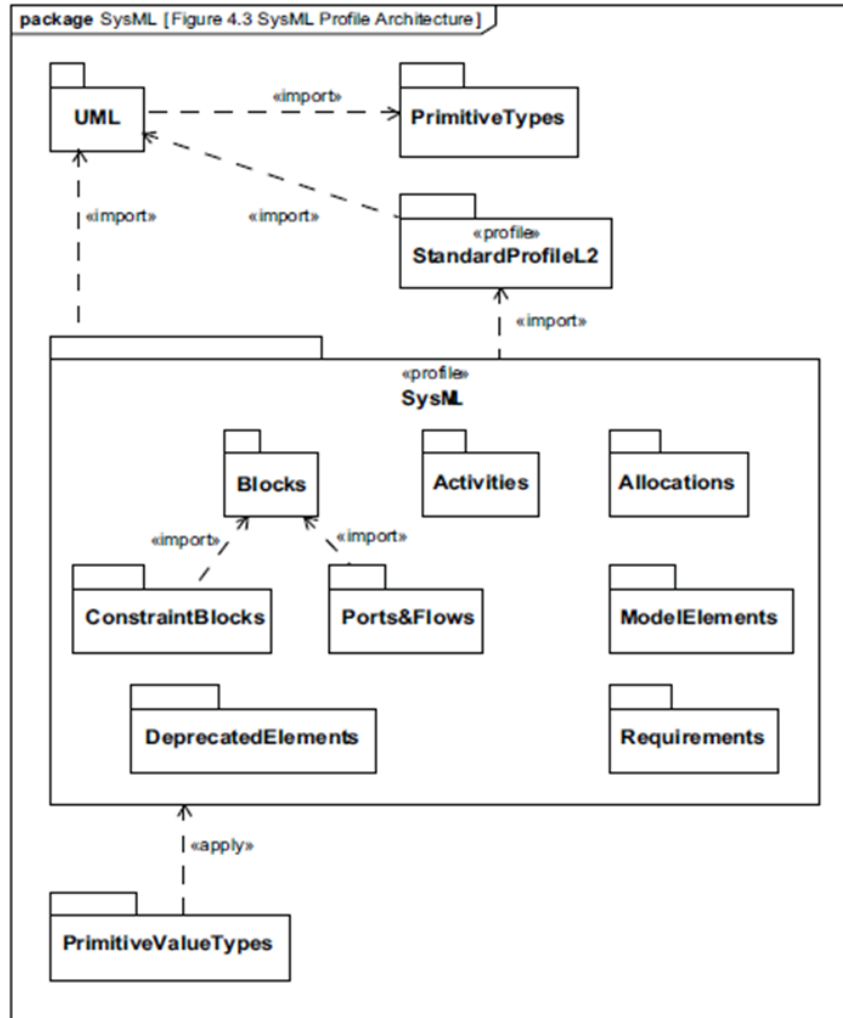 package SysML [Figure 4.3 SysML Profile Architecture]
UML
«import»
PrimitiveTypes
«import»
«import»
«profile»
StandardProfileL2
«import»
«profile»
SysML
Blocks
Activities
Allocations
«import»
«import»
ConstraintBlocks
Ports&Flows
ModelElements
DeprecatedElements
Requirements
«apply»
PrimitiveValueTypes